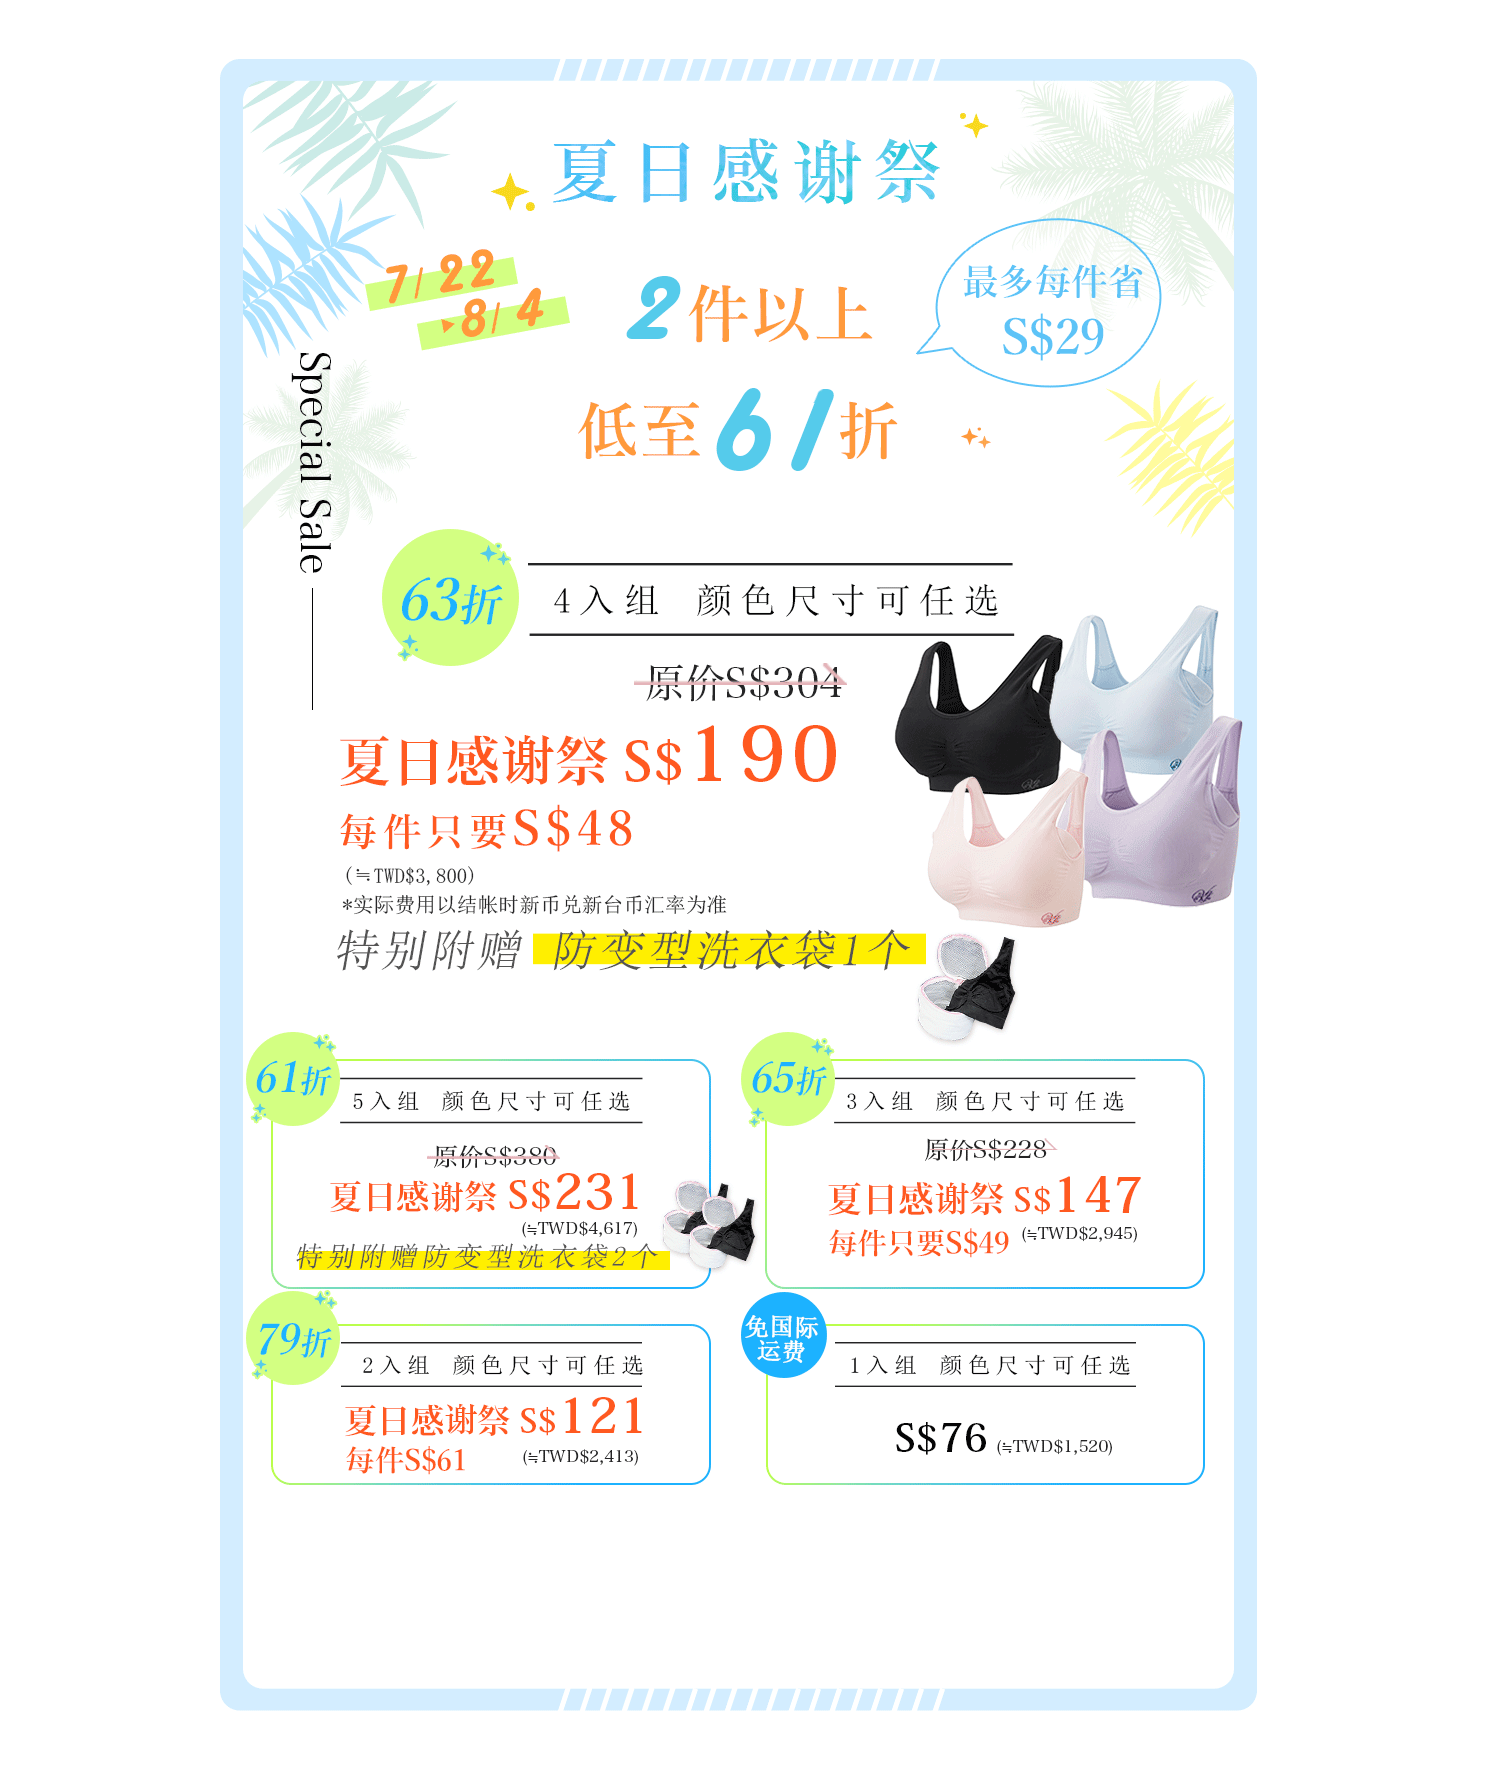 夏日感谢祭
7/22
▸8/4
2件以上
最多每件省
S$29
低至61折
Special Sale
63折
4入组 颜色尺寸可任选
原价S$304
夏日感谢祭 S$190
每件只要S$48
(≒TWD$3,800)
*实际费用以结帐时新币兑新台币汇率为准
特别附赠 防变型洗衣袋1个
61折
5入组 颜色尺寸可任选
原价S$380
夏日感谢祭 S$231
(≒TWD$4,617)
特别附赠防变型洗衣袋2个
65折
3入组 颜色尺寸可任选
原价S$228
夏日感谢祭 S$147
每件只要S$49 (≒TWD$2,945)
79折
2入组 颜色尺寸可任选
夏日感谢祭 S$121
每件S$61 (≒TWD$2,413)
免国际
运费
1入组 颜色尺寸可任选
S$76 (≒TWD$1,520)